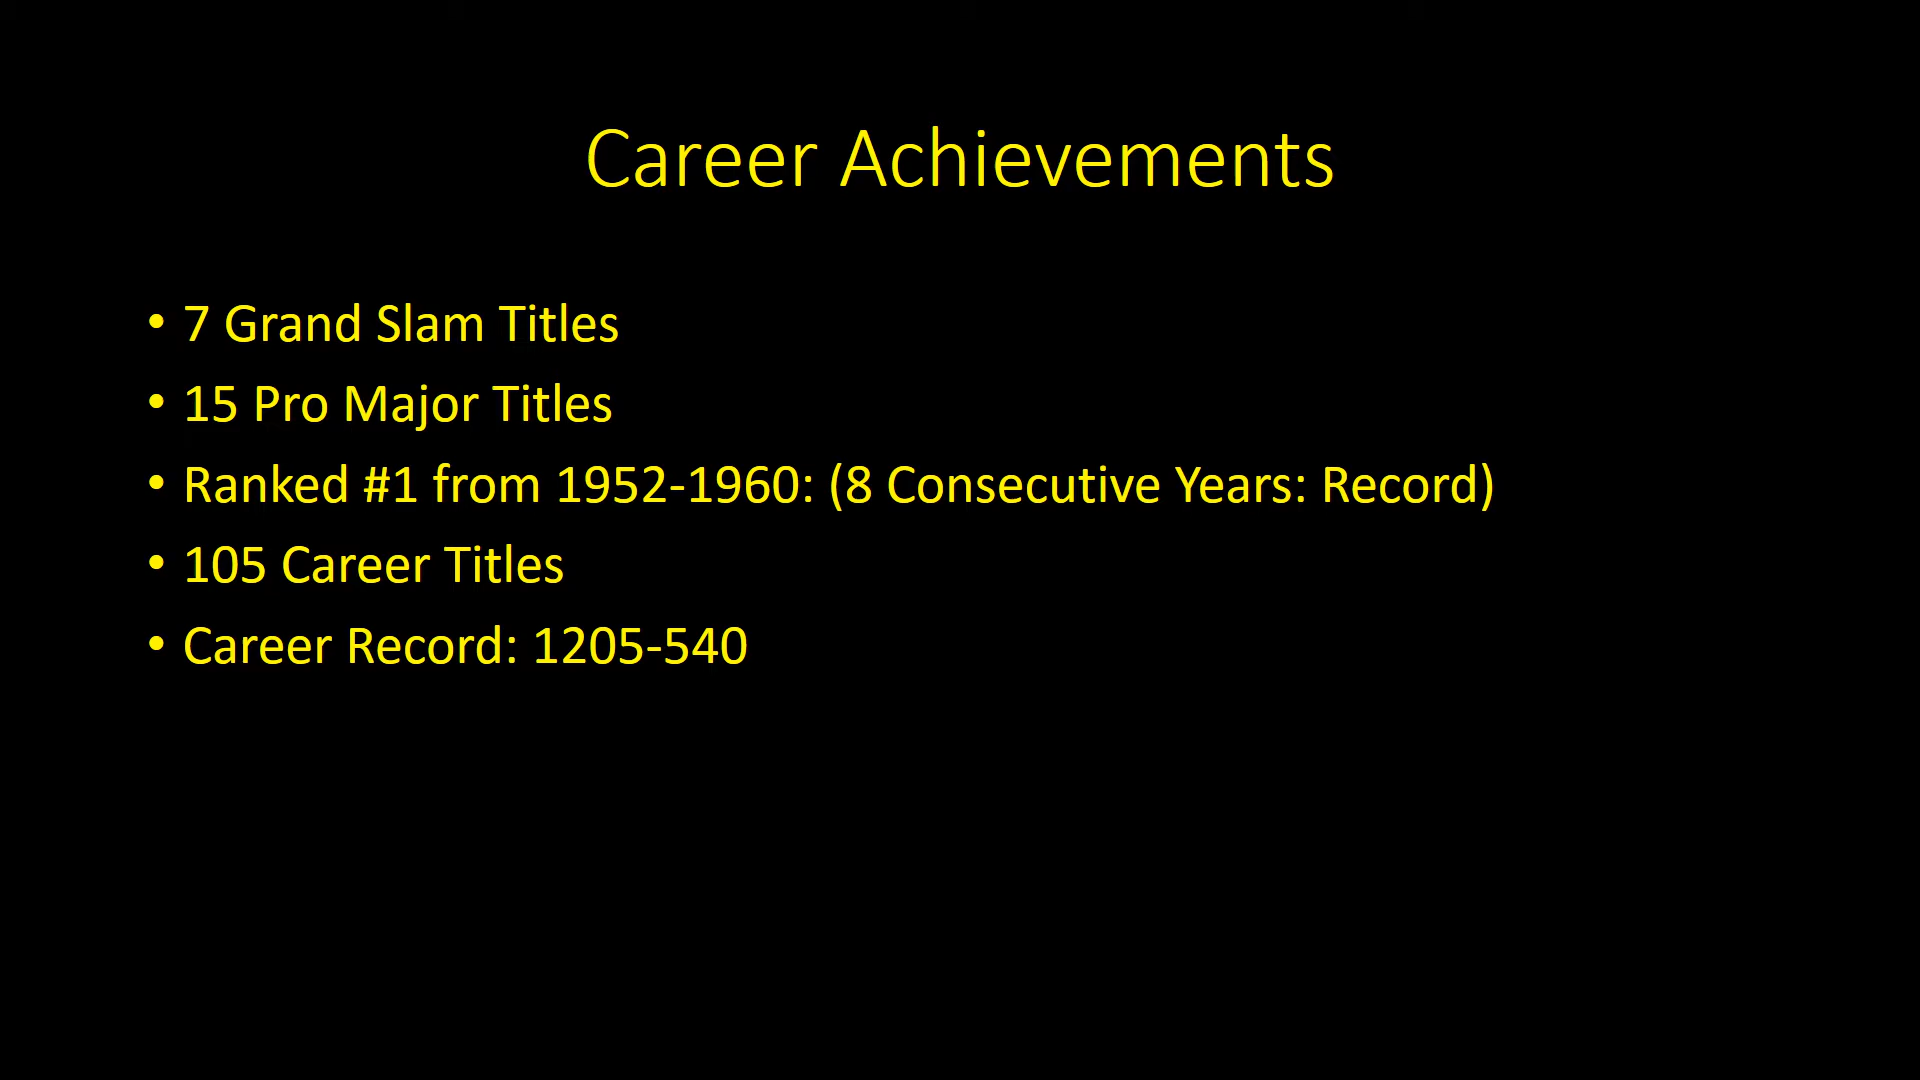 Career Achievements
• 7 Grand Slam Titles
• 15 Pro Major Titles
• Ranked #1 from 1952-1960: (8 Consecutive Years: Record)
• 105 Career Titles
• Career Record: 1205-540